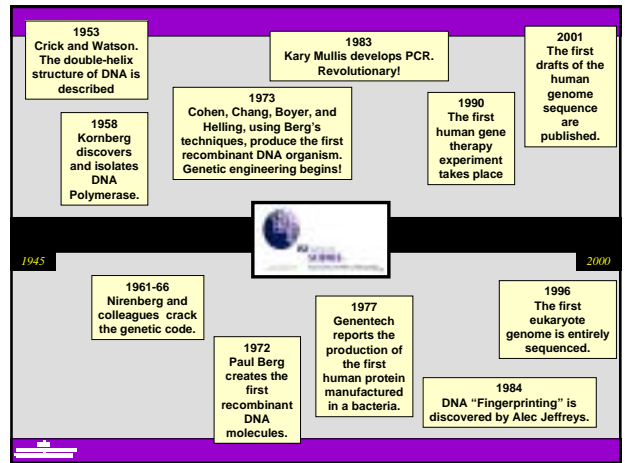 1953
Crick and Watson.
The double-helix
structure of DNA is
described
1983
Kary Mullis develops PCR.
Revolutionary!
2001
The first
drafts of the
human
genome
sequence
are
published.
1973
Cohen, Chang, Boyer, and
Helling, using Berg's
techniques, produce the first
recombinant DNA organism.
Genetic engineering begins!
1990
The first
human gene
therapy
experiment
takes place
1958
Kornberg
discovers
and isolates
DNA
Polymerase.
1945
2000
1961-66
Nirenberg and
colleagues crack
the genetic code.
1977
Genentech
reports the
production of
the first
human protein
manufactured
in a bacteria.
1996
The first
eukaryote
genome is entirely
sequenced.
1972
Paul Berg
creates the
first
recombinant
DNA
molecules.
1984
DNA “Fingerprinting” is
discovered by Alec Jeffreys.